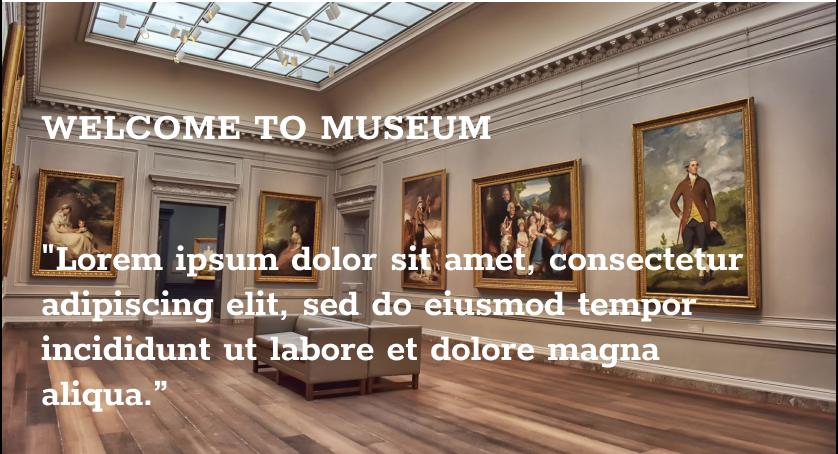 WELCOME TO MUSEUM
"Lorem ipsum dolor sit amet, consectetur
adipiscing elit, sed do eiusmod tempor
incididunt ut labore et dolore magna
aliqua.”